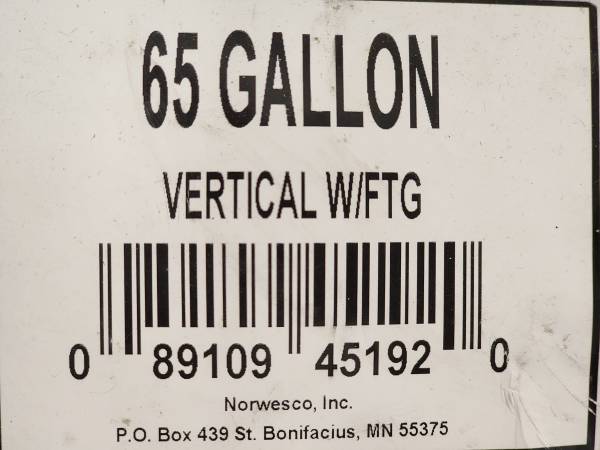 65 GALLON
VERTICAL W/FTG
0 89109 45192 0
Norwesco, Inc.
P.O. Box 439 St. Bonifacius, MN 55375